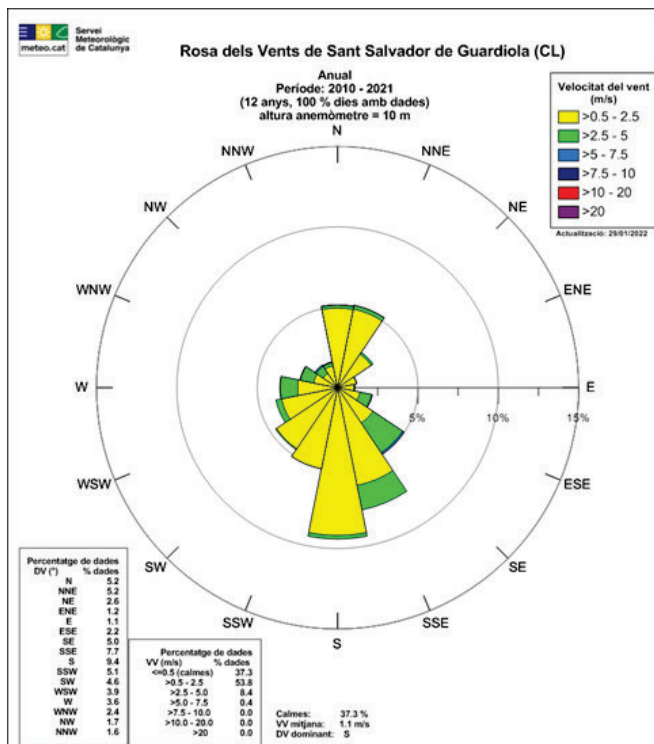 meteo.cat
Servei
Meteorològic
de Catalunya
Rosa dels Vents de Sant Salvador de Guardiola (CL)
Anual
Període: 2010 - 2021
(12 anys, 100 % dies amb dades)
altura anemòmetre = 10 m
Velocitat del vent
(m/s)
>0.5 - 2.5
>2.5 - 5
>5 - 7.5
>7.5 - 10
>10 - 20
>20
Actualització: 29/01/2022
N
NNE
NE
ENE
E
ESE
SE
SSE
S
SSW
SW
WSW
W
WNW
NW
NNW
5%
10%
15%
Percentatge de dades
DV (°) % dades
N 5.2
NNE 5.2
NE 2.6
ENE 1.2
E 1.1
ESE 2.2
SE 5.0
SSE 7.7
S 9.4
SSW 5.1
SW 4.6
WSW 3.9
W 3.6
WNW 2.4
NW 1.7
NNW 1.6
Percentatge de dades
VV (m/s) % dades
<=0.5 (calmes) 37.3
>0.5 - 2.5 53.8
>2.5 - 5.0 8.4
>5.0 - 7.5 0.4
>7.5 - 10.0 0.0
>10.0 - 20.0 0.0
>20 0.0
Calmes: 37.3 %
VV mitjana: 1.1 m/s
DV dominant: S